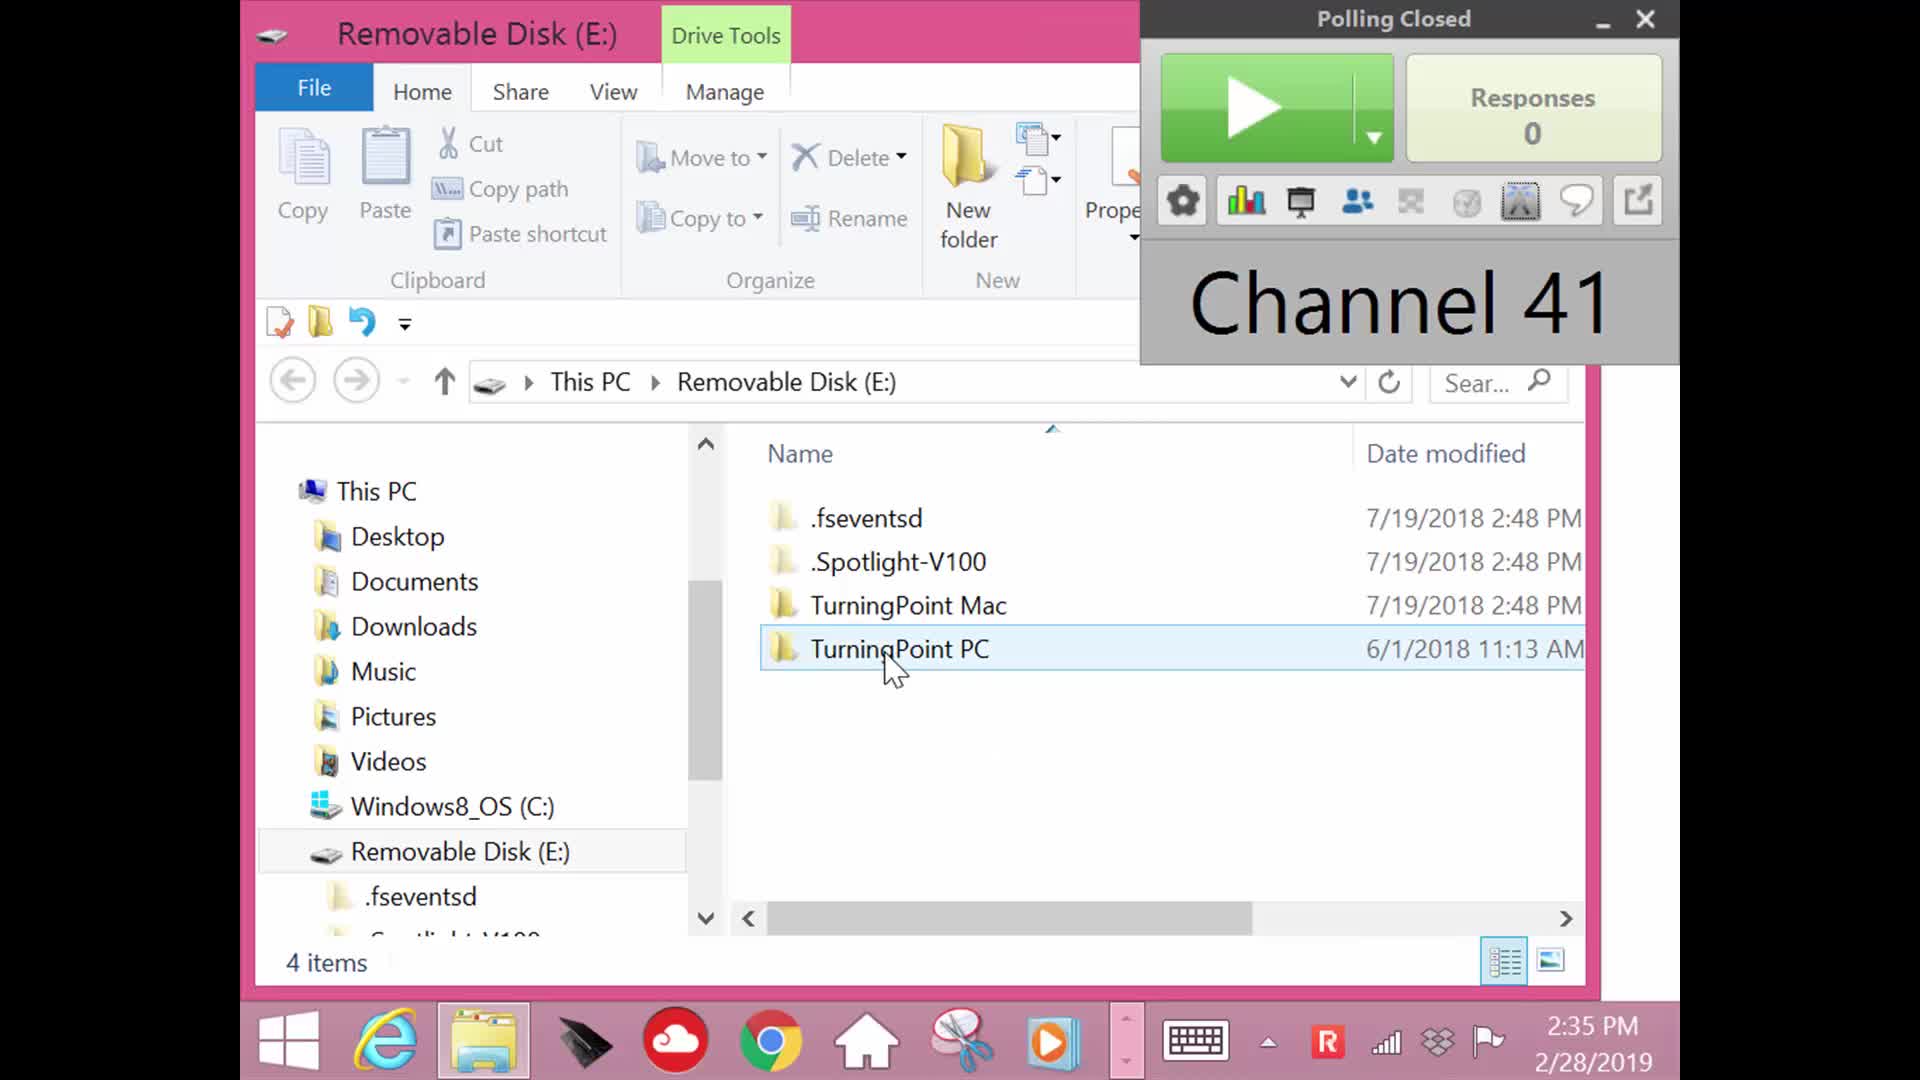 Removable Disk (E:)
Drive Tools
Polling Closed
File
Home
Share
View
Manage
Responses
0
Cut
Copy path
Paste shortcut
Copy
Paste
Move to
Copy to
Delete
Rename
New
folder
Prope
Clipboard
Organize
New
Channel 41
This PC
Removable Disk (E:)
Sear...
Name
Date modified
This PC
Desktop
Documents
Downloads
Music
Pictures
Videos
Windows8_OS (C:)
Removable Disk (E:)
.fseventsd
.fseventsd 7/19/2018 2:48 PM
.Spotlight-V100 7/19/2018 2:48 PM
TurningPoint Mac 7/19/2018 2:48 PM
TurningPoint PC 6/1/2018 11:13 AM
4 items
R
2:35 PM
2/28/2019